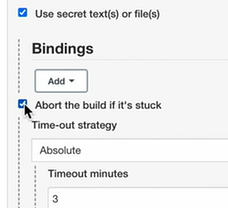 Use secret text(s) or file(s)
Bindings
Add
Abort the build if it's stuck
Time-out strategy
Absolute
Timeout minutes
3